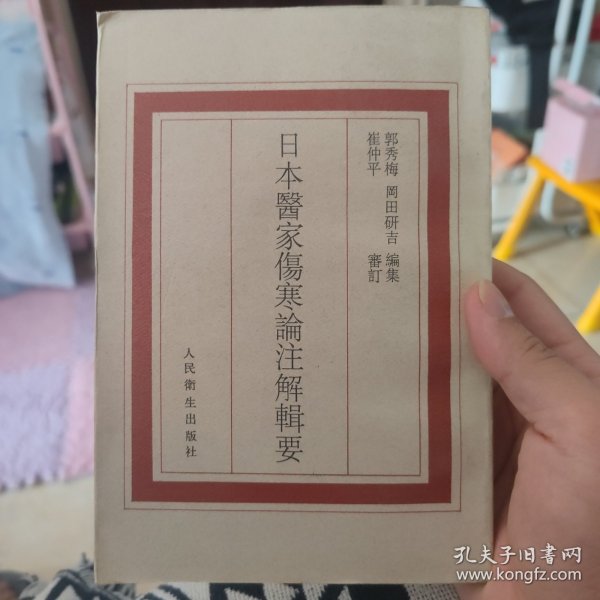 郭秀梅 岡田研吉 編集
崔仲平 審訂
日本醫家傷寒論注解輯要
人民衛生出版社
孔夫子旧书网
www.kongfz.com